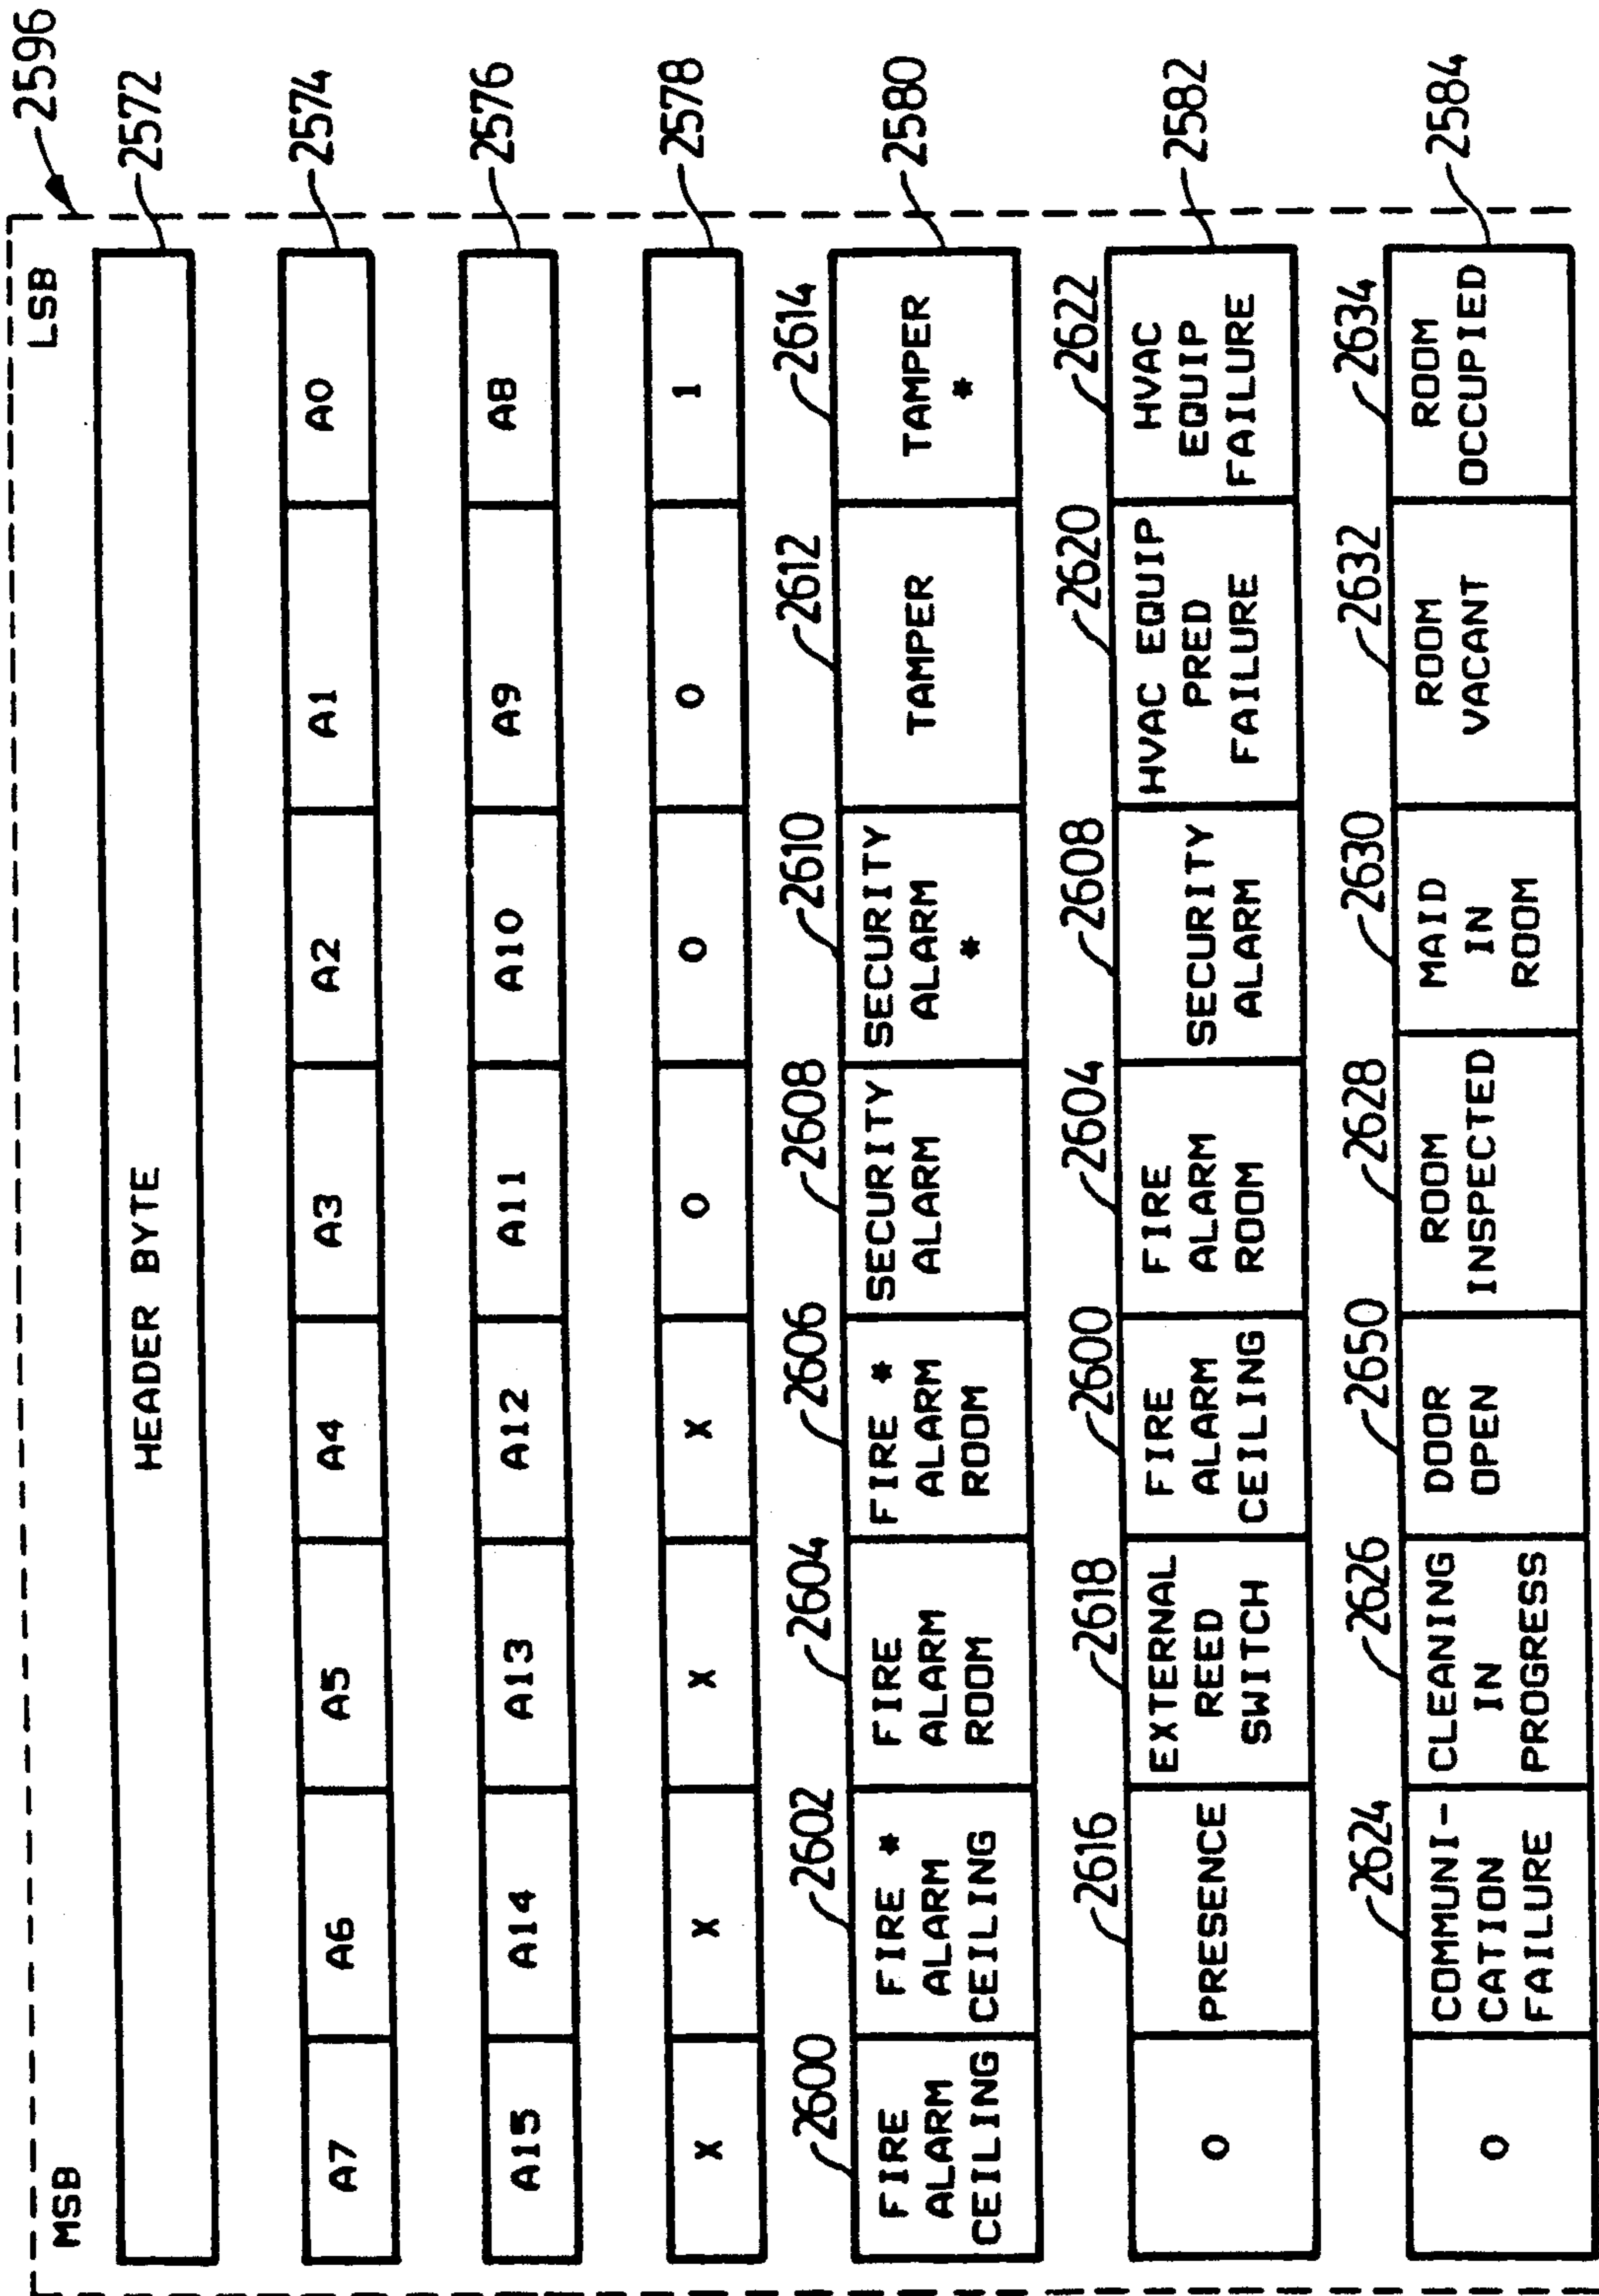 MSB
LSB
2596
HEADER BYTE
2572
A7 A6 A5 A4 A3 A2 A1 A0
2574
A15 A14 A13 A12 A11 A10 A9 A8
2576
X X X X 0 0 0 1
2578
2600 2602 2604 2606 2608 2610 2612 2614
FIRE
ALARM
CEILING
FIRE *
ALARM
CEILING
FIRE
ALARM
ROOM
FIRE *
ALARM
ROOM
SECURITY
ALARM
SECURITY
ALARM
*
TAMPER
TAMPER
*
2580
2616 2618 2600 2604 2608 2620 2622
0
PRESENCE
EXTERNAL
REED
SWITCH
FIRE
ALARM
CEILING
FIRE
ALARM
ROOM
SECURITY
ALARM
HVAC EQUIP
PRED
FAILURE
HVAC
EQUIP
FAILURE
2582
2624 2626 2650 2628 2630 2632 2634
0
COMMUNI-
CATION
FAILURE
CLEANING
IN
PROGRESS
DOOR
OPEN
ROOM
INSPECTED
MAID
IN
ROOM
ROOM
VACANT
ROOM
OCCUPIED
2584